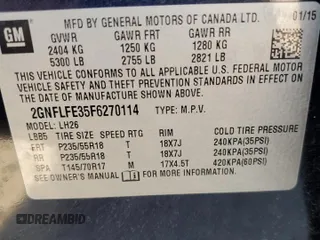 GM
MFD BY GENERAL MOTORS OF CANADA LTD. 01/15
GVWR GAWR FRT GAWR RR
2404 KG 1250 KG 1280 KG
5300 LB 2755 LB 2821 LB
THIS VEHICLE CONFORMS TO ALL APPLICABLE U.S. FEDERAL MOTOR
VEHICLE SAFETY, BUMPER, AND THEFT PREVENTION STANDARDS IN
EFFECT ON THE DATE OF MANUFACTURE SHOWN ABOVE.
2GNFLFE35F6270114 TYPE: M.P.V.
MODEL: LH26
UBB5 TIRE SIZE SPEED RTG RIM COLD TIRE PRESSURE
FRT P235/55R18 T 18X7J 240KPA(35PSI)
RR P235/55R18 T 18X7J 240KPA(35PSI)
SPA T145/70R17 M 17X4.5T 420KPA(60PSI)
SEE OWNER'S MANUAL FOR ADDITIONAL INFORMATION.
DREAMBID